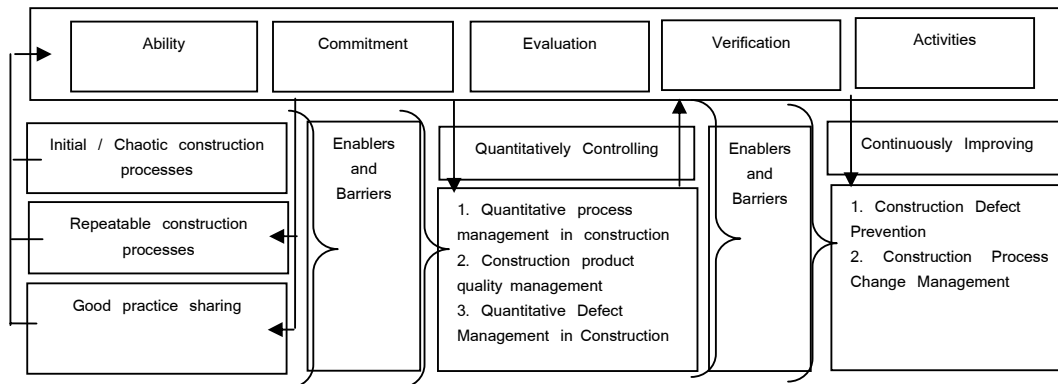 Ability
Commitment
Evaluation
Verification
Activities
Initial / Chaotic construction
processes
Repeatable construction
processes
Good practice sharing
Enablers
and
Barriers
Quantitatively Controlling
1. Quantitative process
management in construction
2. Construction product
quality management
3. Quantitative Defect
Management in Construction
Enablers
and
Barriers
Continuously Improving
1. Construction Defect
Prevention
2. Construction Process
Change Management